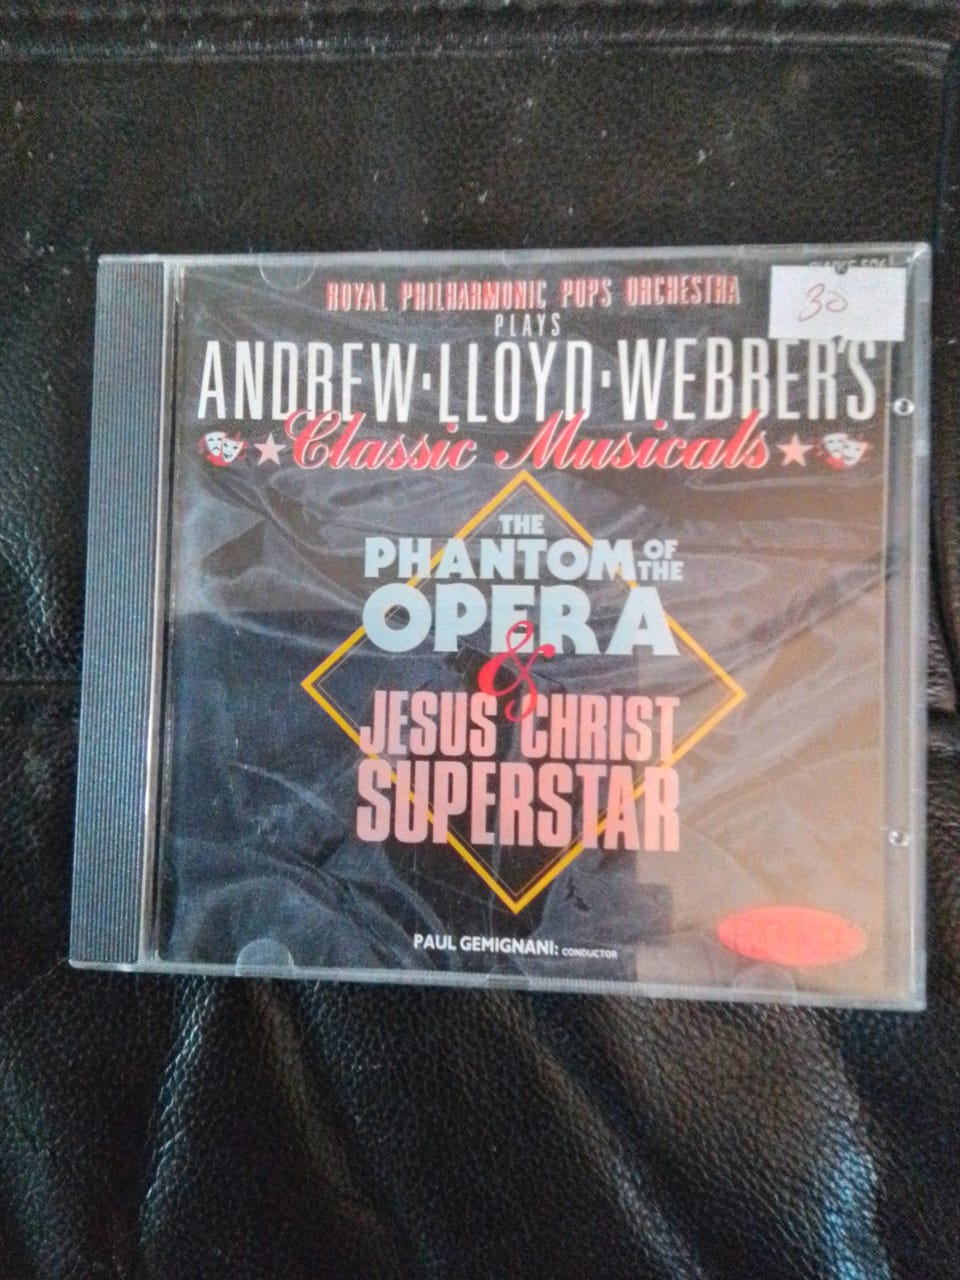 ROYAL PHILHARMONIC POPS ORCHESTRA
30
PLAYS
ANDREW·LLOYD·WEBBER'S
Classic Musicals
THE
PHANTOM OF THE
OPERA
&
JESUS CHRIST
SUPERSTAR
PAUL GEMIGNANI: CONDUCTOR